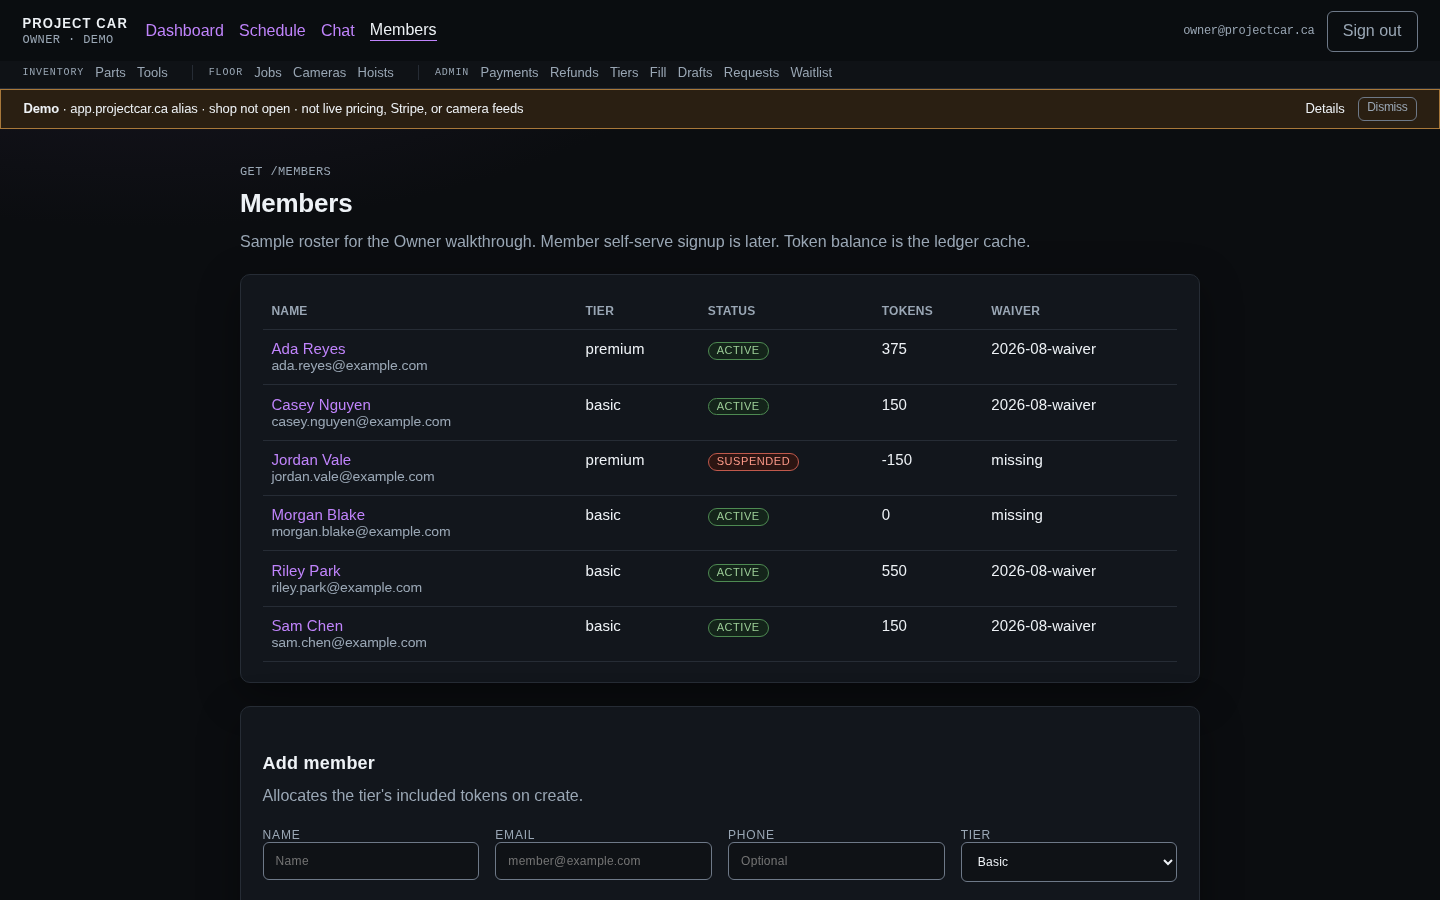 PROJECT CAR
OWNER · DEMO
Dashboard Schedule Chat Members
owner@projectcar.ca Sign out
INVENTORY Parts Tools FLOOR Jobs Cameras Hoists ADMIN Payments Refunds Tiers Fill Drafts Requests Waitlist
Demo · app.projectcar.ca alias · shop not open · not live pricing, Stripe, or camera feeds Details Dismiss
GET /MEMBERS
Members
Sample roster for the Owner walkthrough. Member self-serve signup is later. Token balance is the ledger cache.
NAME TIER STATUS TOKENS WAIVER
Ada Reyes premium ACTIVE 375 2026-08-waiver
ada.reyes@example.com
Casey Nguyen basic ACTIVE 150 2026-08-waiver
casey.nguyen@example.com
Jordan Vale premium SUSPENDED -150 missing
jordan.vale@example.com
Morgan Blake basic ACTIVE 0 missing
morgan.blake@example.com
Riley Park basic ACTIVE 550 2026-08-waiver
riley.park@example.com
Sam Chen basic ACTIVE 150 2026-08-waiver
sam.chen@example.com
Add member
Allocates the tier's included tokens on create.
NAME EMAIL PHONE TIER
Name member@example.com Optional Basic